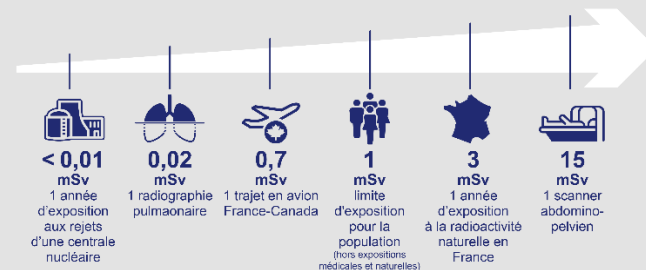 < 0,01
mSv
1 année
d'exposition
aux rejets
d'une centrale
nucléaire
0,02
mSv
1 radiographie
pulmaonaire
0,7
mSv
1 trajet en avion
France-Canada
1
mSv
limite
d'exposition
pour la
population
(hors expositions
médicales et naturelles)
3
mSv
1 année
d'exposition
à la radioactivité
naturelle en
France
15
mSv
1 scanner
abdomino-
pelvien